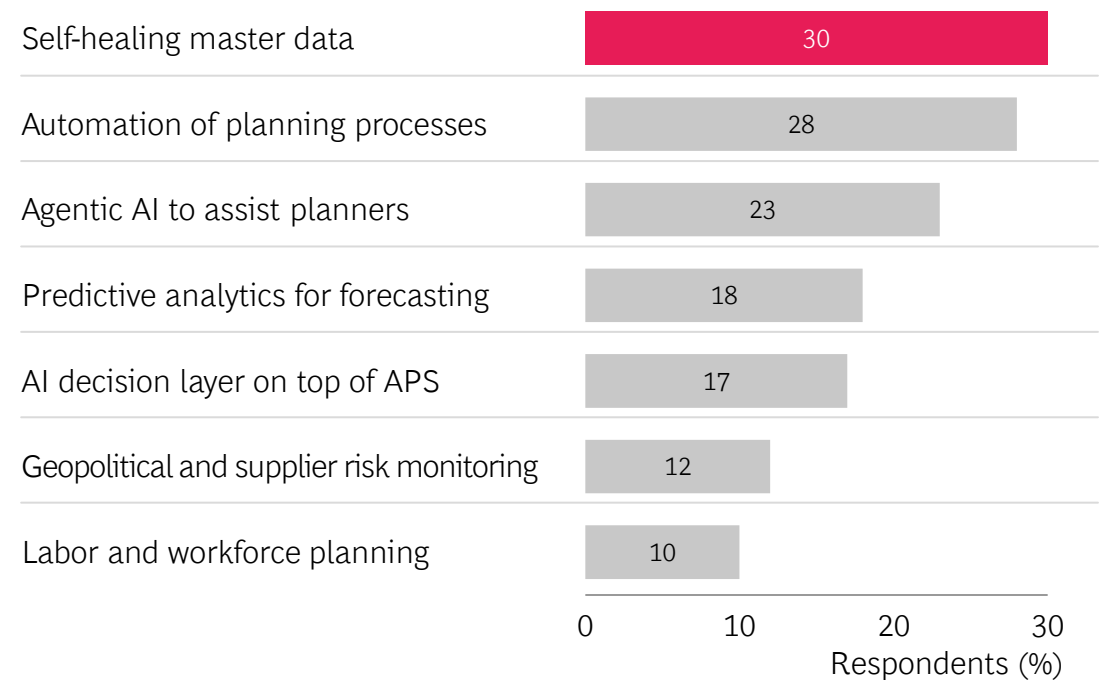 Self-healing master data 30
Automation of planning processes 28
Agentic AI to assist planners 23
Predictive analytics for forecasting 18
AI decision layer on top of APS 17
Geopolitical and supplier risk monitoring 12
Labor and workforce planning 10
0 10 20 30
Respondents (%)